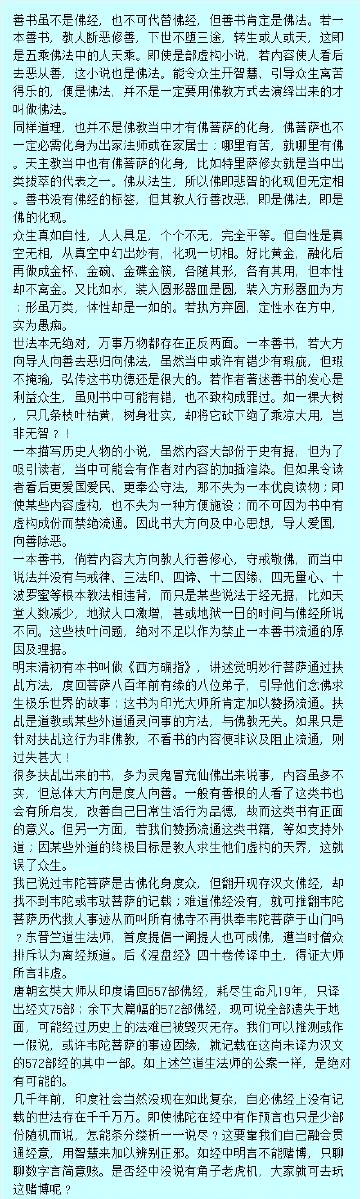 善书虽不是佛经，也不可代替佛经，但善书肯定是佛法。若一
本善书，教人断恶修善，下世不堕三途，转生或人或天，这即
是五乘佛法中的人天乘。即使是部虚构小说，若内容使人看后
去恶从善，这小说也是佛法。能令众生开智慧、引导众生离苦
得乐的，便是佛法，并不是一定要用佛教方式去演绎出来的才
叫做佛法。
同样道理，也并不是佛教当中才有佛菩萨的化身，佛菩萨也不
一定必需化身为出家法师或在家居士；哪里有苦，就哪里有佛
。天主教当中也有佛菩萨的化身，比如特里萨修女就是当中出
类拔萃的代表之一。佛从法生，所以佛即悲智的化现但无定相
。善书没有佛经的标签，但其教人行善改恶，即是佛法，即是
佛的化现。
众生真如自性，人人具足，个个不无，完全平等。但自性是真
空无相，从真空中幻出妙有，化现一切相。好比黄金，融化后
再做成金杯、金碗、金碟金筷，各随其形，各有其用，但本性
却不离金。又比如水，装入圆形器皿是圆，装入方形器皿为方
；形虽万类，体性却是一如的。若执方弃圆，定性水在方中，
实为愚痴。
世法本无绝对，万事万物都存在正反两面。一本善书，若大方
向导人向善去恶归向佛法，虽然当中或许有错少有瑕疵，但瑕
不掩瑜，弘传这书功德还是很大的。若作者著述善书的发心是
利益众生，虽则书中可能有错，也不致构成罪过。如一棵大树
，只几条枝叶枯黄，树身壮实，却将它砍下绝了乘凉大用，岂
非无智？！
一本描写历史人物的小说，虽然内容大部份于史有据，但为了
吸引读者，当中可能会有作者对内容的加插渲染。但如果令读
者看后更爱国爱民、更奉公守法，那不失为一本优良读物；即
使某些内容虚构，也不失为一种方便施设；而不可因为书中有
虚构成份而禁绝流通。因此书大方向及中心思想，导人爱国，
向善除恶。
一本善书，倘若内容大方向教人行善修心，守戒敬佛，而当中
说法并没有与戒律、三法印、四谛、十二因缘、四无量心、十
波罗蜜等根本教法相违背，而只是某些说法于经无据，比如天
堂人数减少，地狱人口激增，甚或地狱一日的时间与佛经所说
不同。这些枝叶问题，绝对不足以作为禁止一本善书流通的原
因及理据。
明末清初有本书叫做《西方确指》，讲述觉明妙行菩萨通过扶
乩方法，度回菩萨八百年前有缘的八位弟子，引导他们念佛求
生极乐世界的故事；这书为印光大师所肯定加以赞扬流通。扶
乩是道教或某些外道通灵问事的方法，与佛教无关。如果只是
针对扶乩这行为非佛教，不看书的内容便非议及阻止流通，则
过失甚大！
很多扶乩出来的书，多为灵鬼冒充仙佛出来说事，内容虽多不
实，但总体大方向是度人向善。一般有善根的人看了这类书也
会有所启发，改善自己日常生活行为品德，故而这类书有正面
的意义。但另一方面，若我们赞扬流通这类书籍，等如支持外
道；因某些外道的终极目标是教人求生他们虚构的天界，这就
误了众生。
我已说过韦陀菩萨是古佛化身度众，但翻开现存汉文佛经，却
找不到韦陀或韦驮菩萨的记载；难道佛经没有，就可推翻韦陀
菩萨历代救人事迹从而叫所有佛寺不再供奉韦陀菩萨于山门吗
？东晋竺道生法师，首度提倡一阐提人也可成佛，遭当时僧众
排斥认为离经叛道。后《涅盘经》四十卷传译中土，得证大师
所言非虚。
唐朝玄奘大师从印度请回657部佛经，耗尽生命凡19年，只译
出经文75部；余下大篇幅的572部佛经，现可说全部遗失于地
面，可能经过历史上的法难已被毁灭无存。我们可以推测或作
一假说，或许韦陀菩萨的事迹因缘，就记载在这尚未译为汉文
的572部经的其中一部。如上述竺道生法师的公案一样，是绝对
有可能的。
几千年前，印度社会当然没现在如此复杂，自必佛经上没有记
载的世法存在千千万万。即使佛陀在经中有作预言也只是少部
份随机而说，怎能条分缕析一一说尽？这要靠我们自己融会贯
通经意，用智慧来加以辨别正邪。如经中明言不能赌博，只聊
聊数字言简意赅。是否经中没说有角子老虎机，大家就可去玩
这赌博呢？